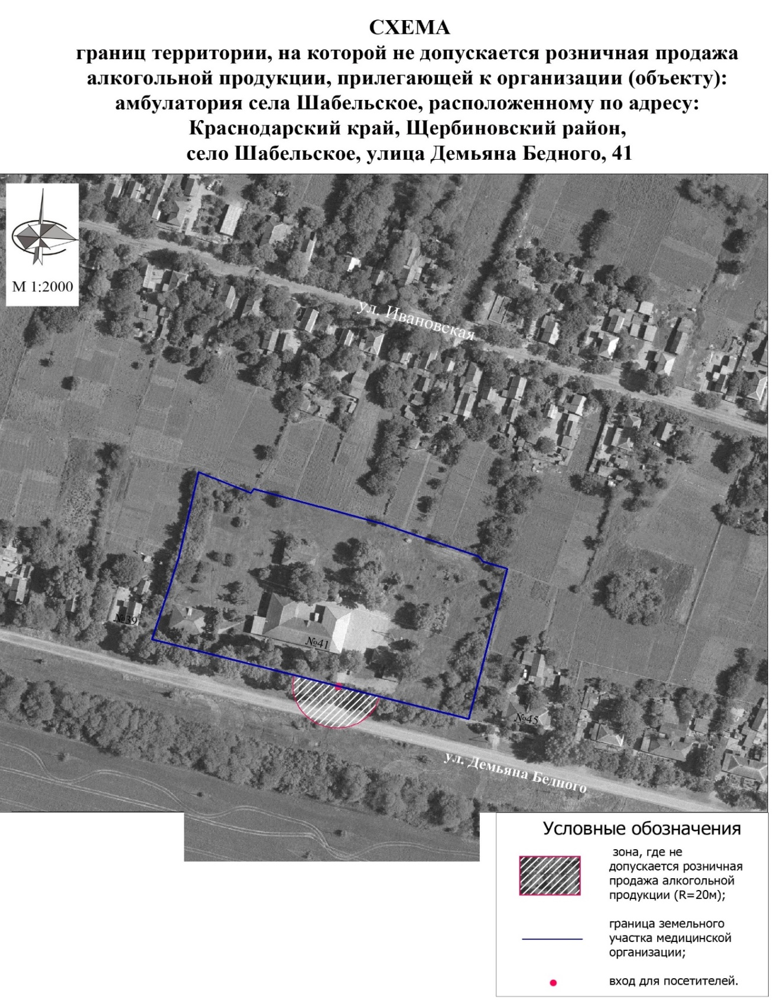 СХЕМА
границ территории, на которой не допускается розничная продажа
алкогольной продукции, прилегающей к организации (объекту):
амбулатория села Шабельское, расположенному по адресу:
Краснодарский край, Щербиновский район,
село Шабельское, улица Демьяна Бедного, 41
М 1:2000
ул. Ивановская
№39
№41
№45
ул. Демьяна Бедного
Условные обозначения
зона, где не
допускается розничная
продажа алкогольной
продукции (R=20м);
граница земельного
участка медицинской
организации;
вход для посетителей.